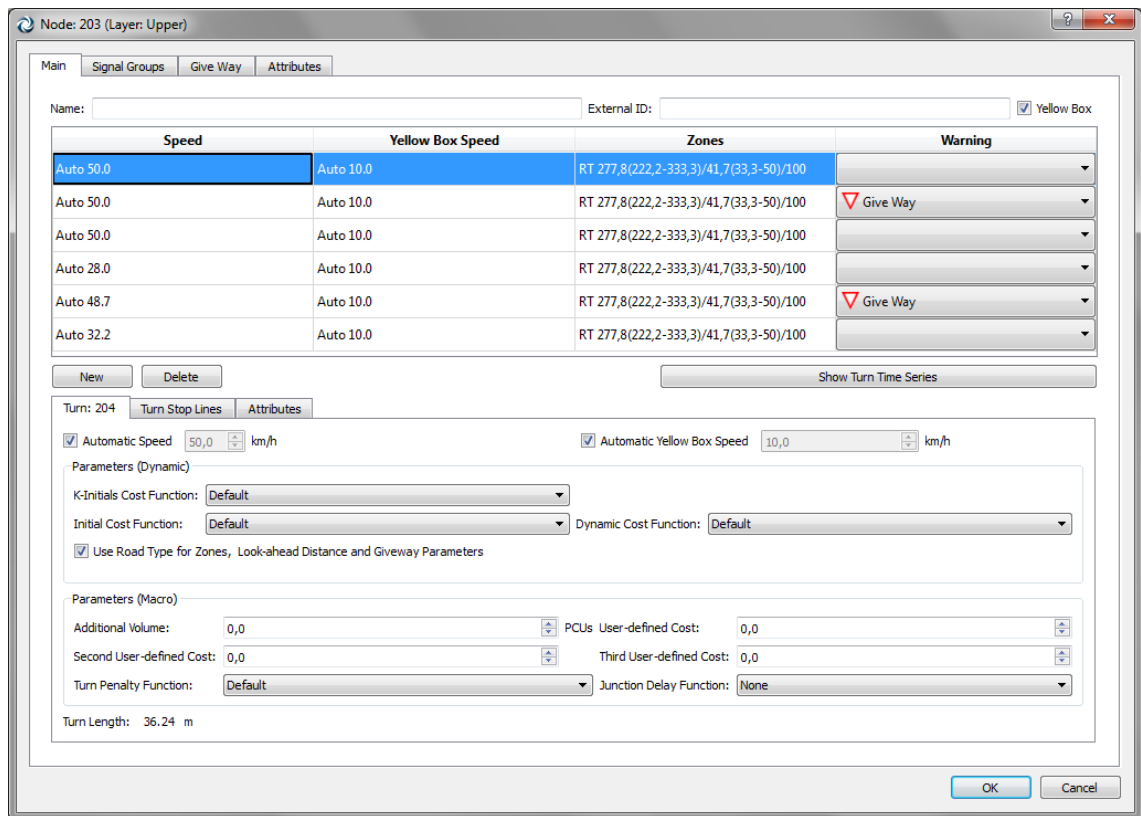 Node: 203 (Layer: Upper)
Main Signal Groups Give Way Attributes
Name: External ID: Yellow Box
Speed Yellow Box Speed Zones Warning
Auto 50.0 Auto 10.0 RT 277,8(222,2-333,3)/41,7(33,3-50)/100
Auto 50.0 Auto 10.0 RT 277,8(222,2-333,3)/41,7(33,3-50)/100 Give Way
Auto 50.0 Auto 10.0 RT 277,8(222,2-333,3)/41,7(33,3-50)/100
Auto 28.0 Auto 10.0 RT 277,8(222,2-333,3)/41,7(33,3-50)/100
Auto 48.7 Auto 10.0 RT 277,8(222,2-333,3)/41,7(33,3-50)/100 Give Way
Auto 32.2 Auto 10.0 RT 277,8(222,2-333,3)/41,7(33,3-50)/100
New Delete Show Turn Time Series
Turn: 204 Turn Stop Lines Attributes
Automatic Speed 50,0 km/h Automatic Yellow Box Speed 10,0 km/h
Parameters (Dynamic)
K-Initials Cost Function: Default
Initial Cost Function: Default Dynamic Cost Function: Default
Use Road Type for Zones, Look-ahead Distance and Giveway Parameters
Parameters (Macro)
Additional Volume: 0,0 PCUs User-defined Cost: 0,0
Second User-defined Cost: 0,0 Third User-defined Cost: 0,0
Turn Penalty Function: Default Junction Delay Function: None
Turn Length: 36.24 m
OK Cancel